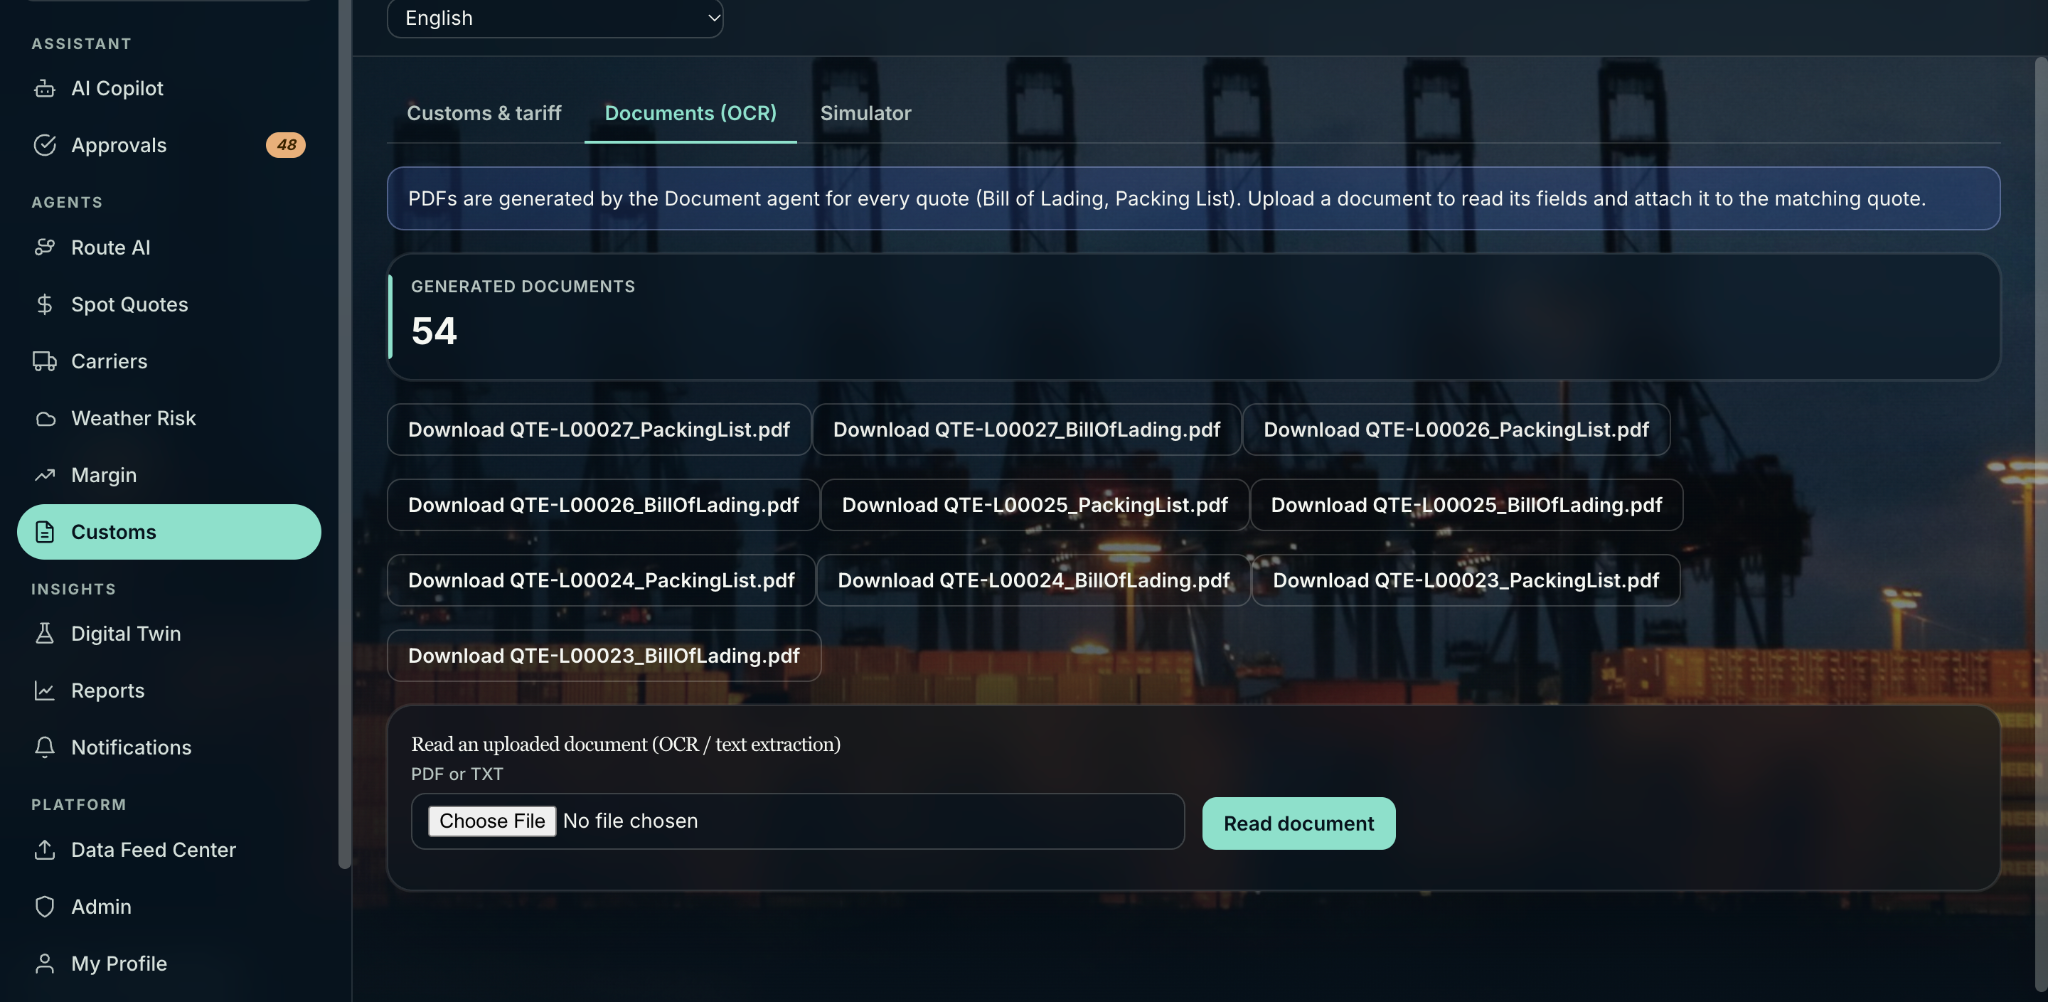 English
ASSISTANT
AI Copilot
Approvals 48
AGENTS
Route AI
Spot Quotes
Carriers
Weather Risk
Margin
Customs
INSIGHTS
Digital Twin
Reports
Notifications
PLATFORM
Data Feed Center
Admin
My Profile
Customs & tariff Documents (OCR) Simulator
PDFs are generated by the Document agent for every quote (Bill of Lading, Packing List). Upload a document to read its fields and attach it to the matching quote.
GENERATED DOCUMENTS
54
Download QTE-L00027_PackingList.pdf Download QTE-L00027_BillOfLading.pdf Download QTE-L00026_PackingList.pdf
Download QTE-L00026_BillOfLading.pdf Download QTE-L00025_PackingList.pdf Download QTE-L00025_BillOfLading.pdf
Download QTE-L00024_PackingList.pdf Download QTE-L00024_BillOfLading.pdf Download QTE-L00023_PackingList.pdf
Download QTE-L00023_BillOfLading.pdf
Read an uploaded document (OCR / text extraction)
PDF or TXT
Choose File No file chosen Read document